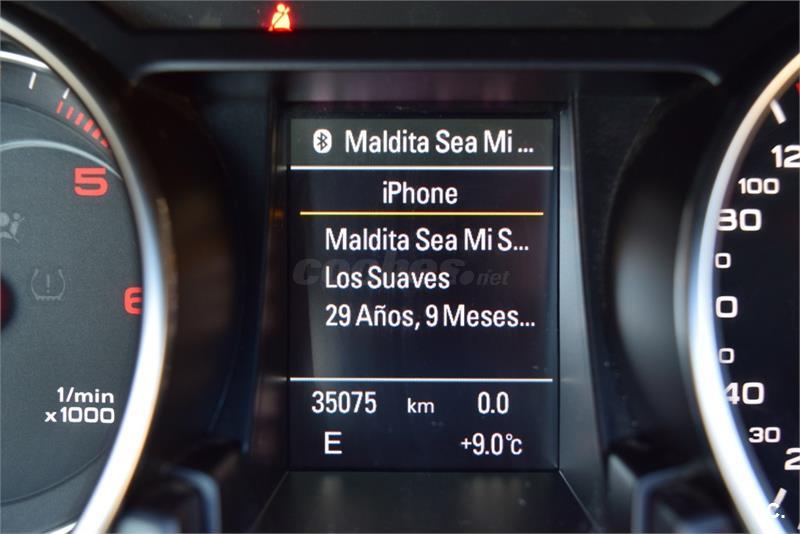 Maldita Sea Mi ...
iPhone
Maldita Sea Mi S...
Los Suaves
29 Años, 9 Meses...
35075 km 0.0
E +9.0°C
5
6
1/min
x1000
100
80
40
30
coches.net